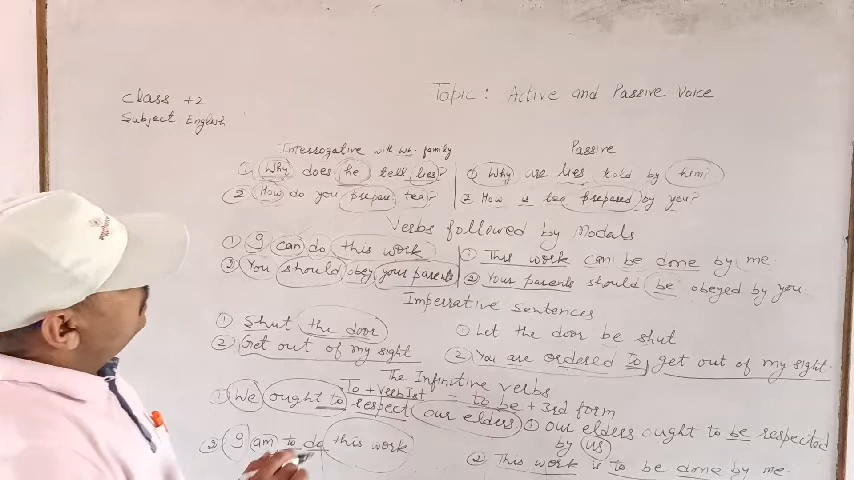 Class +2
Topic: Active and Passive Voice
Subject English
Interrogative with wh. family
Passive
① Why does he tell lies?
① Why are lies told by him?
② How do you prepare tea?
② How is tea prepared by you?
Verbs followed by Modals
① I can do this work
① This work can be done by me.
② You should obey your parents
② Your parents should be obeyed by you.
Imperative Sentences
① Shut the door
① Let the door be shut
② Get out of my sight
② You are ordered to get out of my sight.
The Infinitive verbs
To + Verb Ist = to be + 3rd form
① We ought to respect our elders
① Our elders ought to be respected by us
② I am to do this work
② This work is to be done by me.